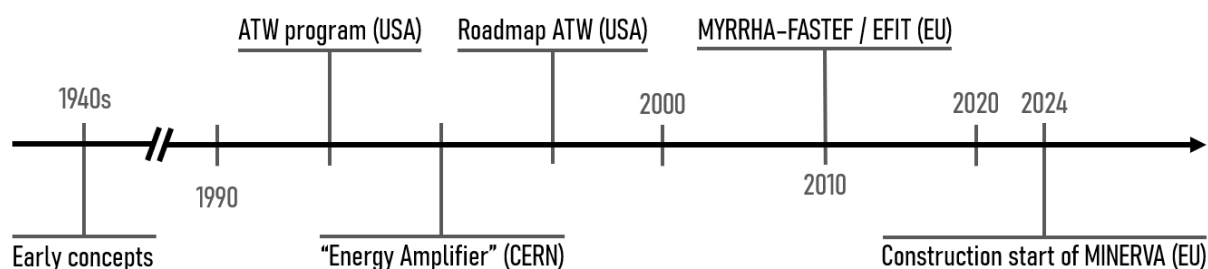 ATW program (USA)
Roadmap ATW (USA)
MYRRHA-FASTEF / EFIT (EU)
1940s
2000
2020
2024
1990
2010
Early concepts
“Energy Amplifier” (CERN)
Construction start of MINERVA (EU)